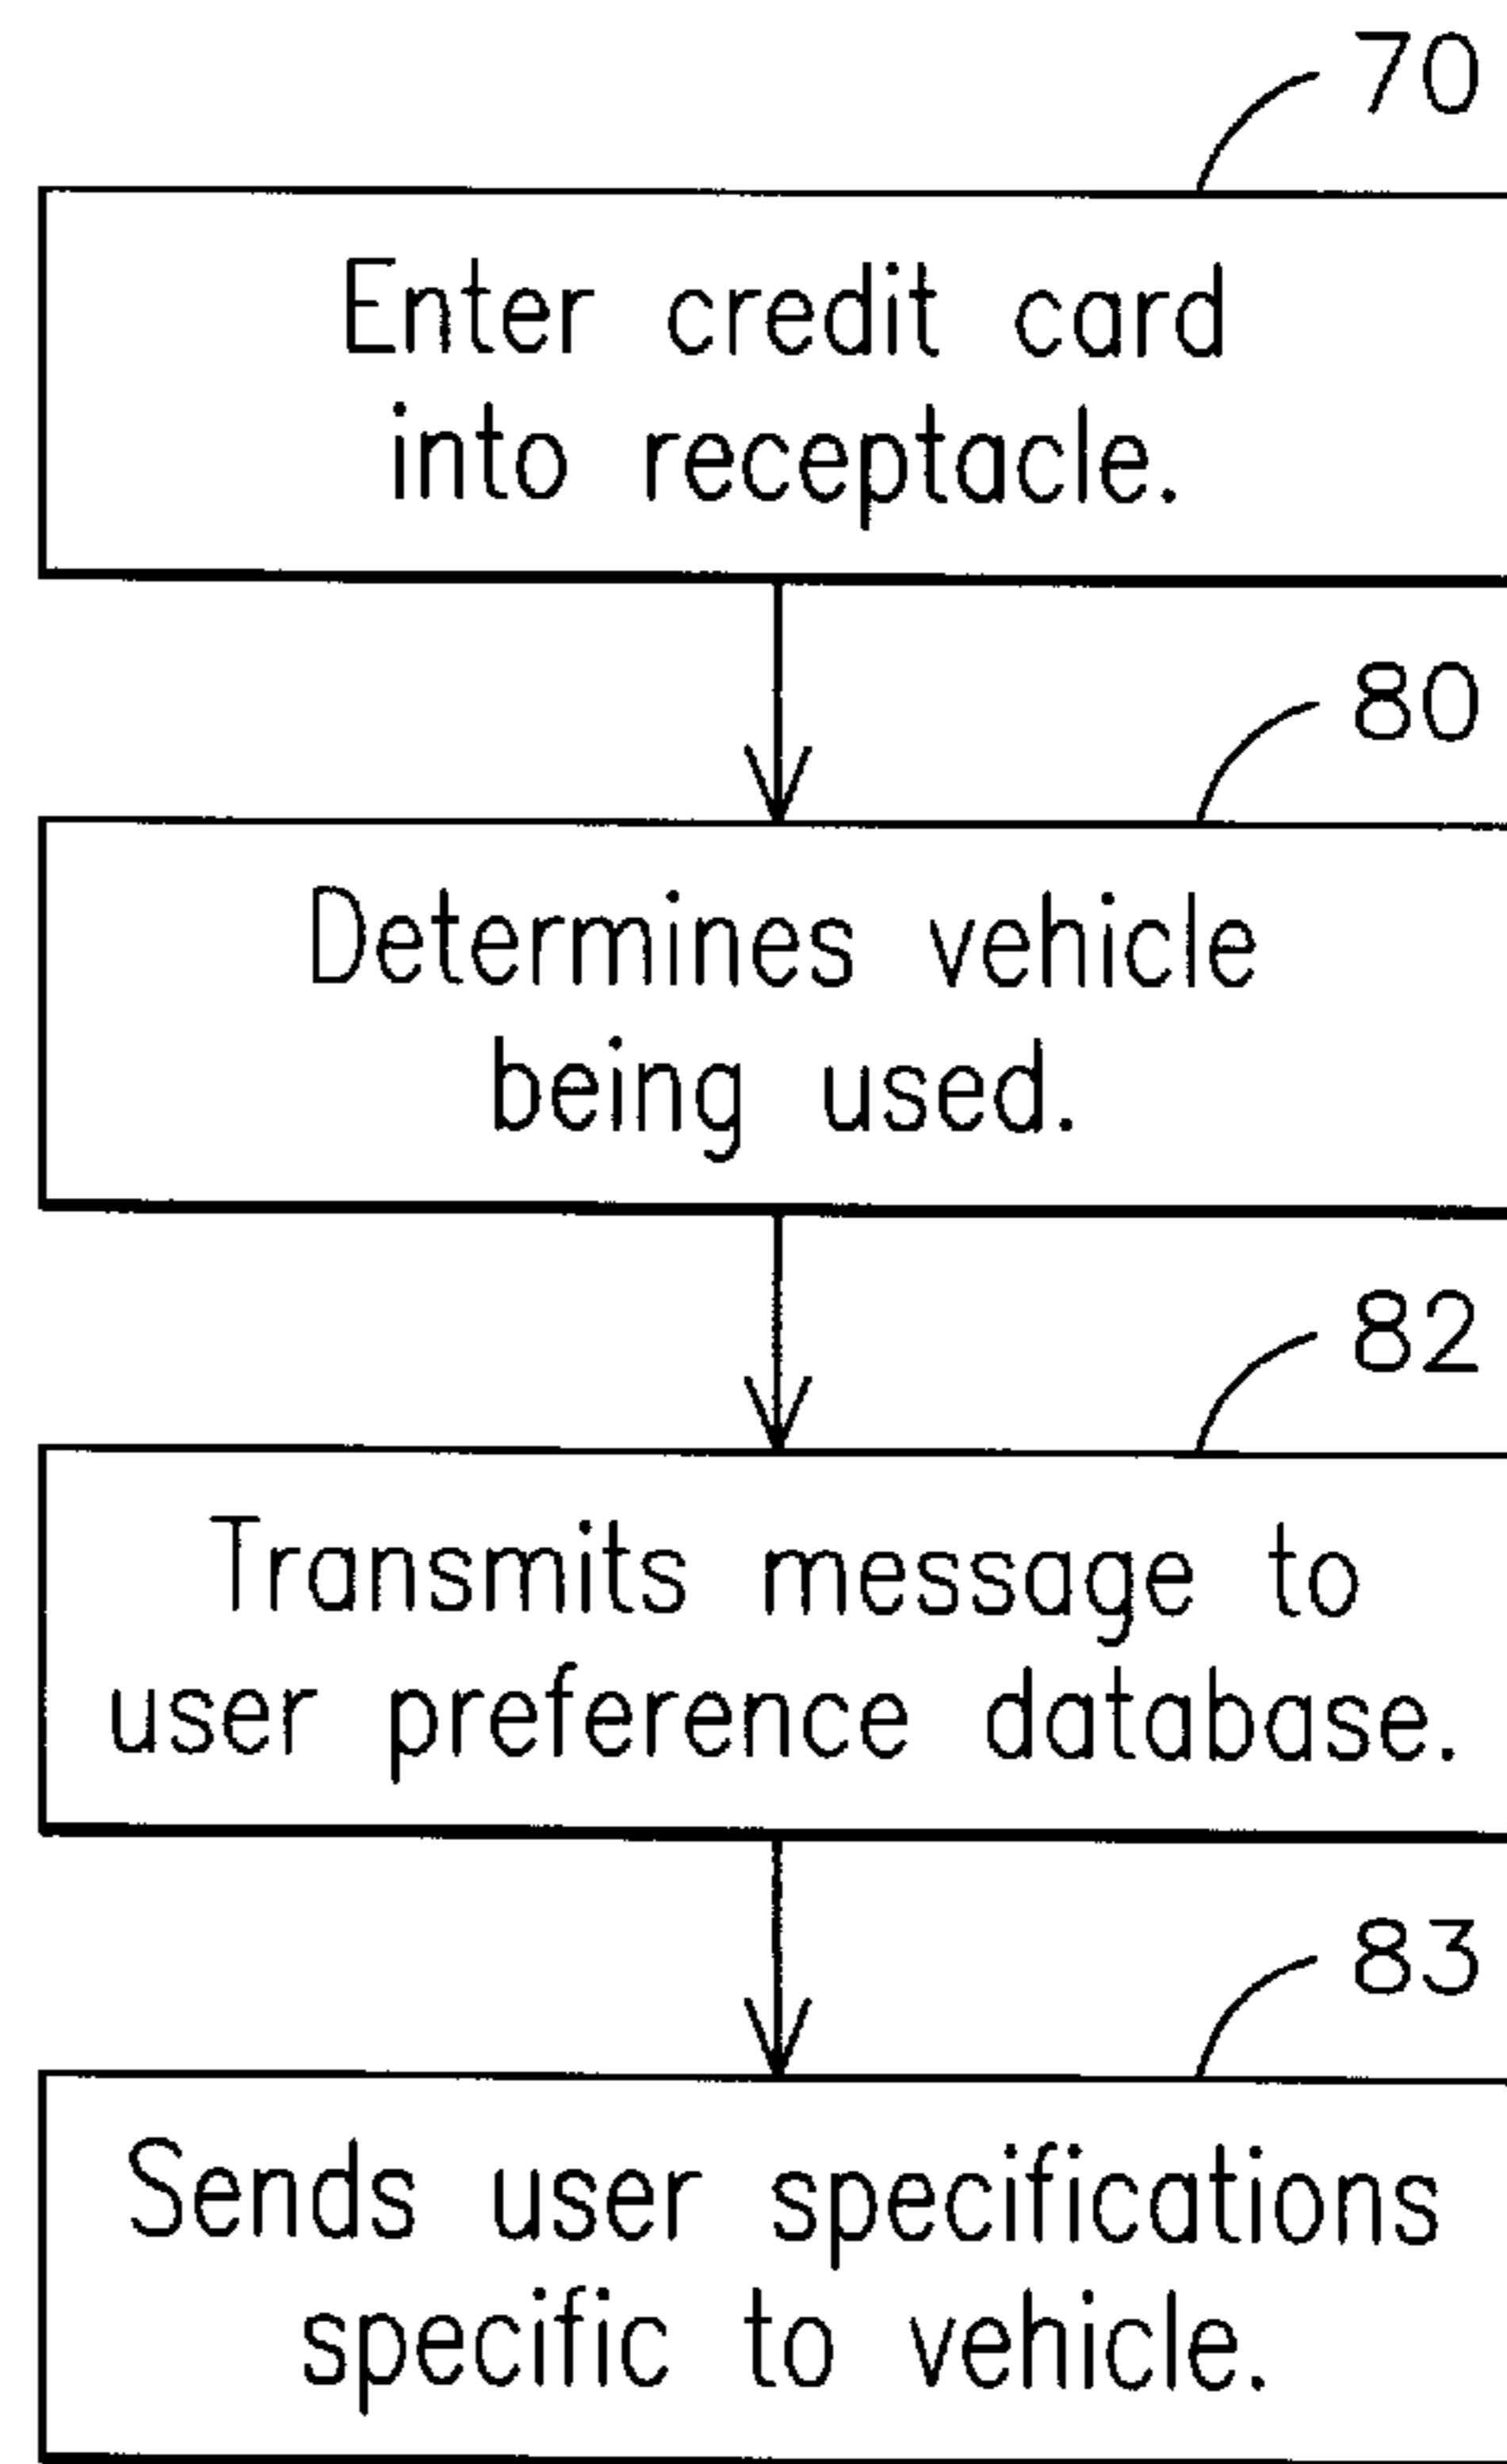 70
Enter credit card
into receptacle.
80
Determines vehicle
being used.
82
Transmits message to
user preference database.
83
Sends user specifications
specific to vehicle.